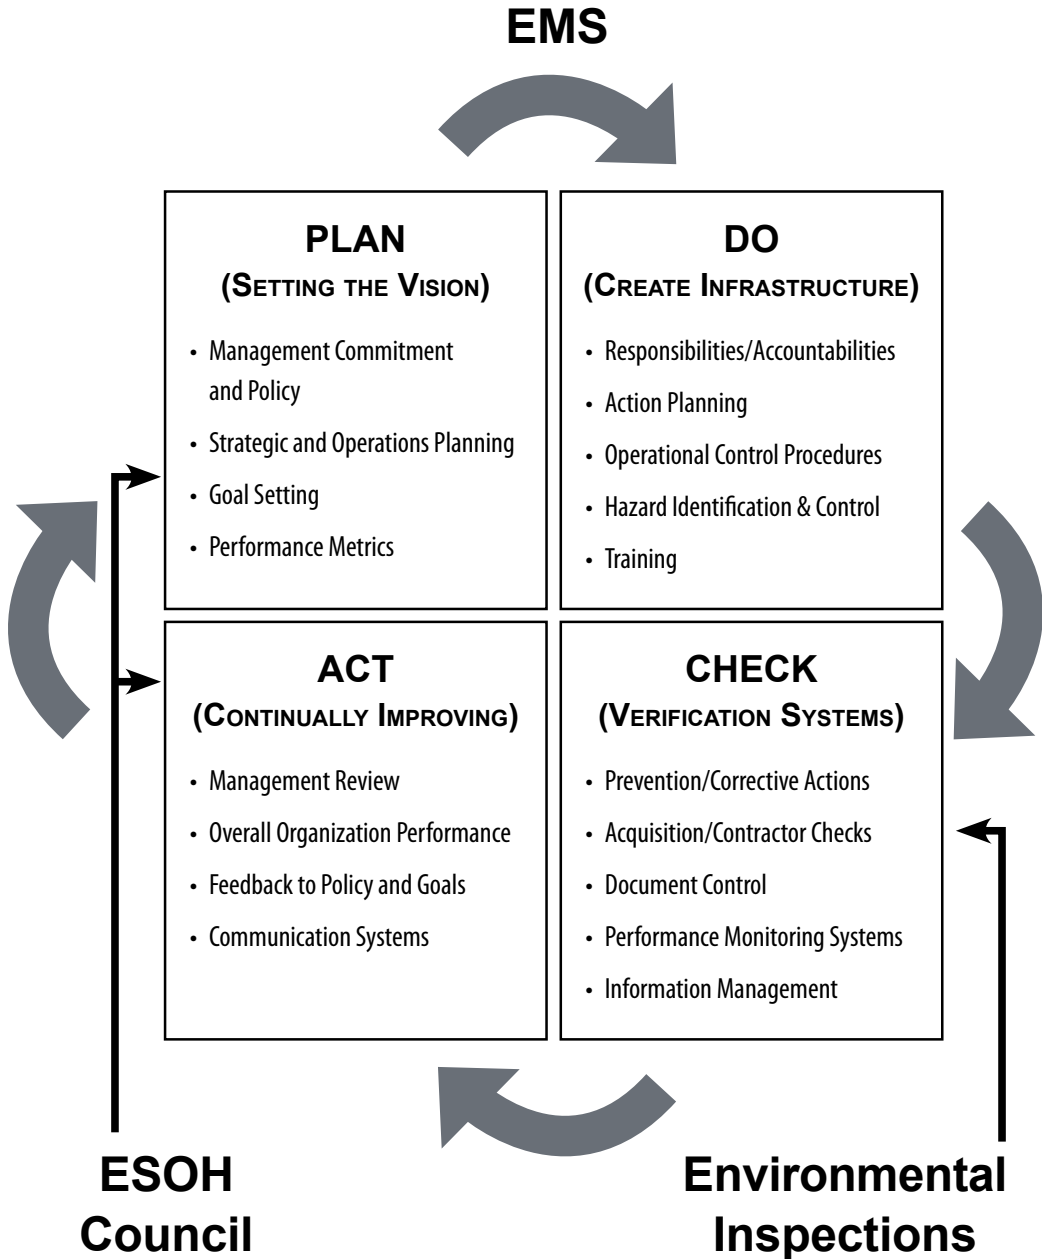 EMS
PLAN
(Setting the Vision)
• Management Commitment
and Policy
• Strategic and Operations Planning
• Goal Setting
• Performance Metrics
DO
(Create Infrastructure)
• Responsibilities/Accountabilities
• Action Planning
• Operational Control Procedures
• Hazard Identification & Control
• Training
ACT
(Continually Improving)
• Management Review
• Overall Organization Performance
• Feedback to Policy and Goals
• Communication Systems
CHECK
(Verification Systems)
• Prevention/Corrective Actions
• Acquisition/Contractor Checks
• Document Control
• Performance Monitoring Systems
• Information Management
ESOH
Council
Environmental
Inspections